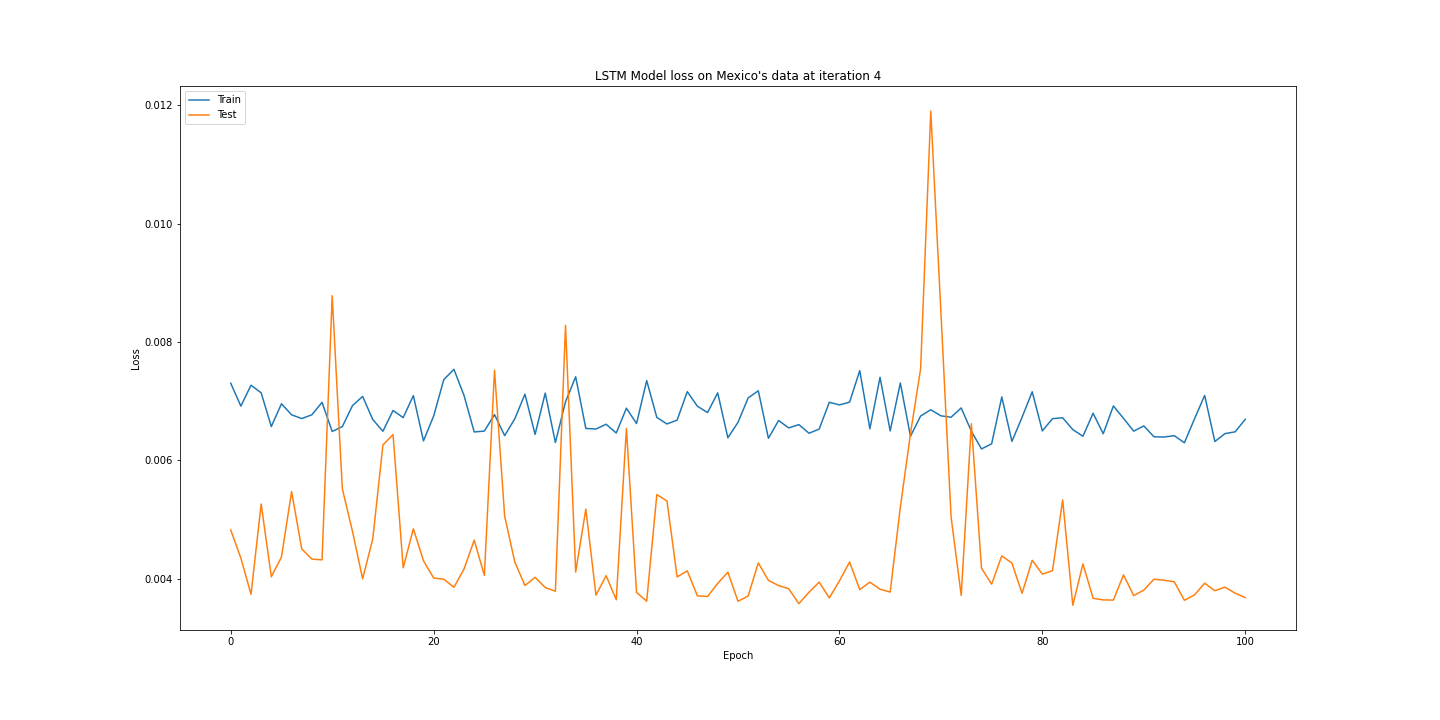 LSTM Model loss on Mexico's data at iteration 4
Train
Test
0.012
0.010
0.008
0.006
0.004
Loss
0 20 40 60 80 100
Epoch